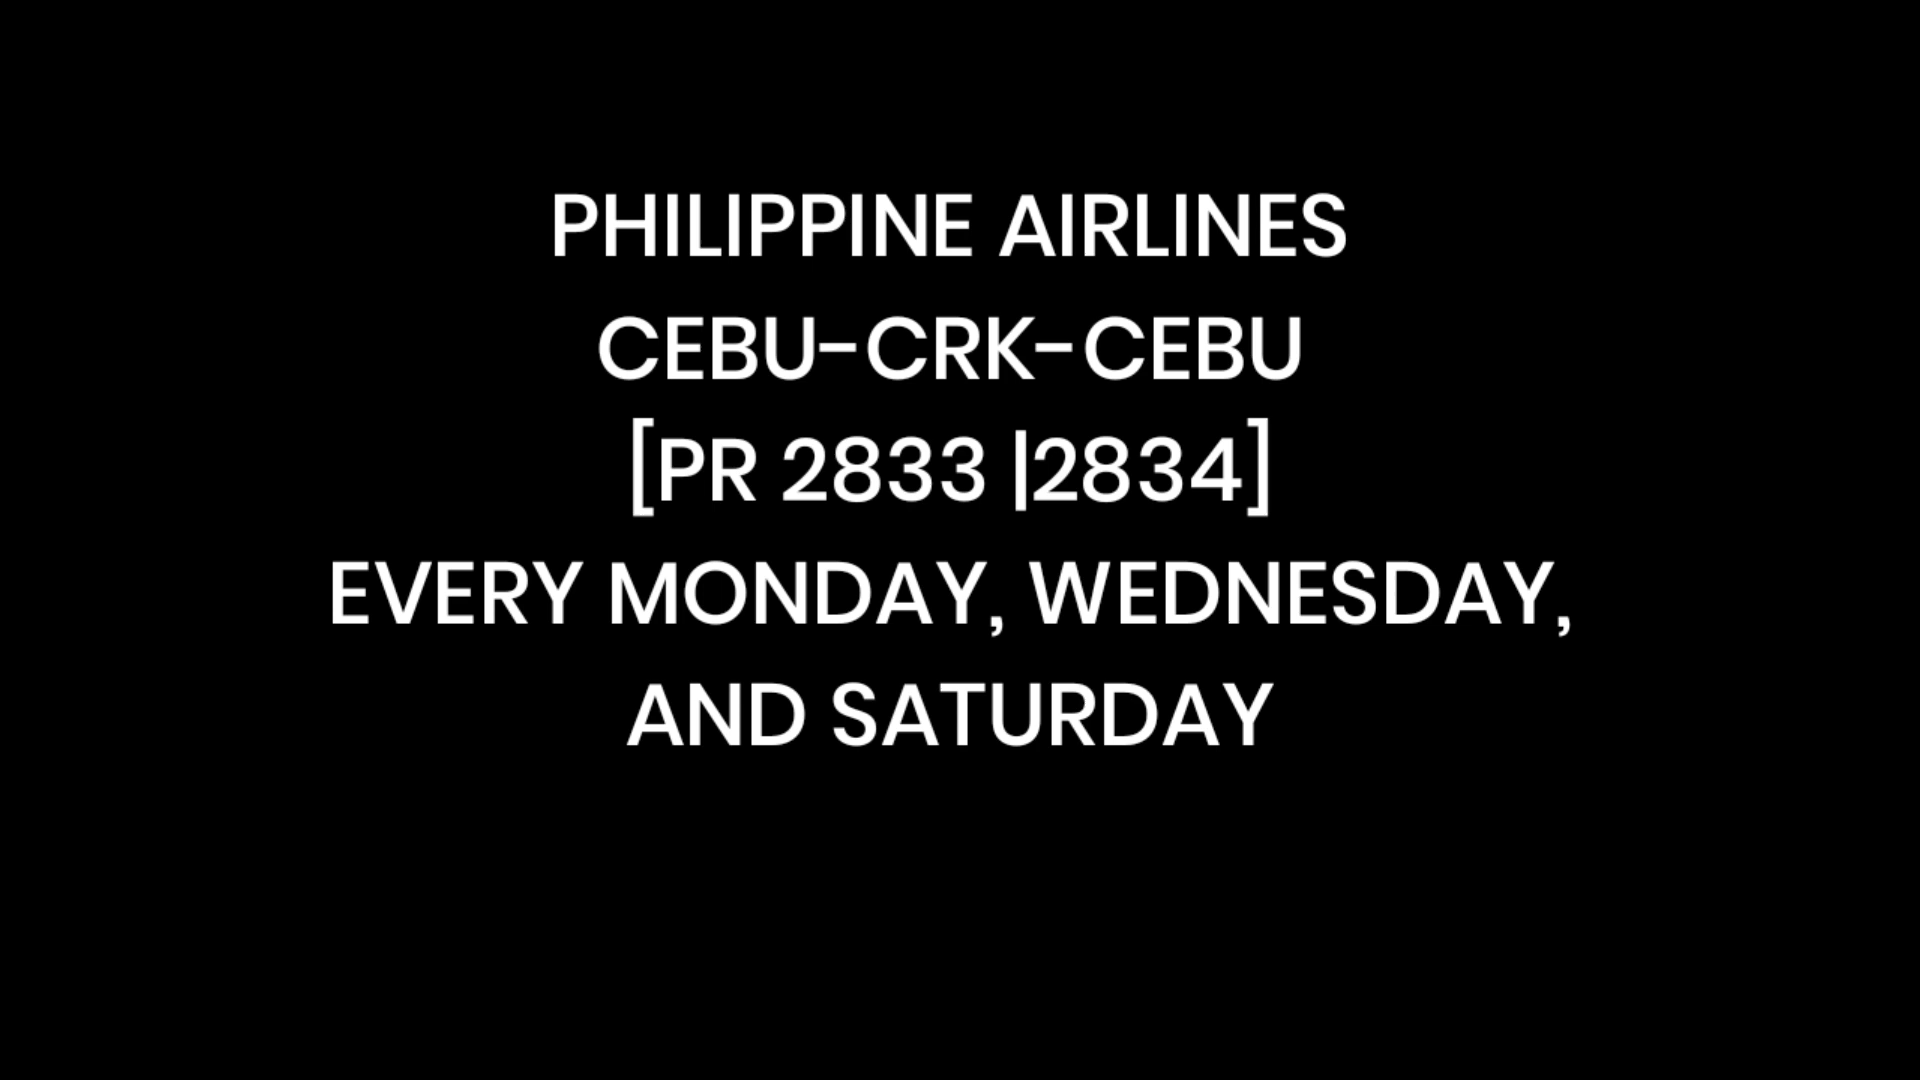 PHILIPPINE AIRLINES
CEBU-CRK-CEBU
[PR 2833 |2834]
EVERY MONDAY, WEDNESDAY,
AND SATURDAY